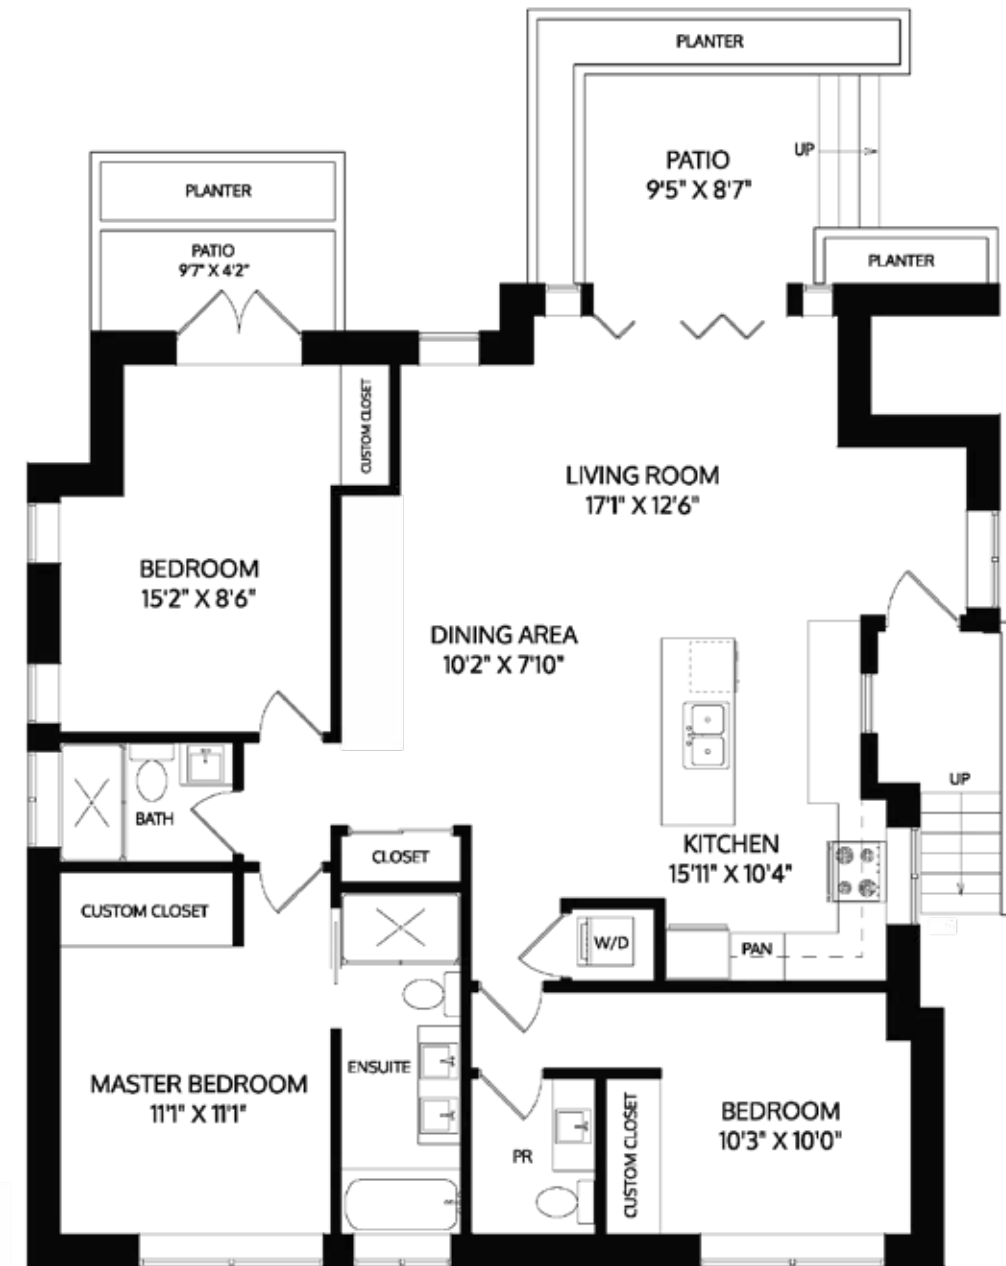 PLANTER
PATIO
9'5" X 8'7"
UP
PLANTER
PATIO
9'7" X 4'2"
PLANTER
CUSTOM CLOSET
LIVING ROOM
17'1" X 12'6"
BEDROOM
15'2" X 8'6"
DINING AREA
10'2" X 7'10"
UP
BATH
KITCHEN
15'11" X 10'4"
CLOSET
CUSTOM CLOSET
W/D
PAN
ENSUITE
MASTER BEDROOM
11'1" X 11'1"
BEDROOM
10'3" X 10'0"
PR
CUSTOM CLOSET